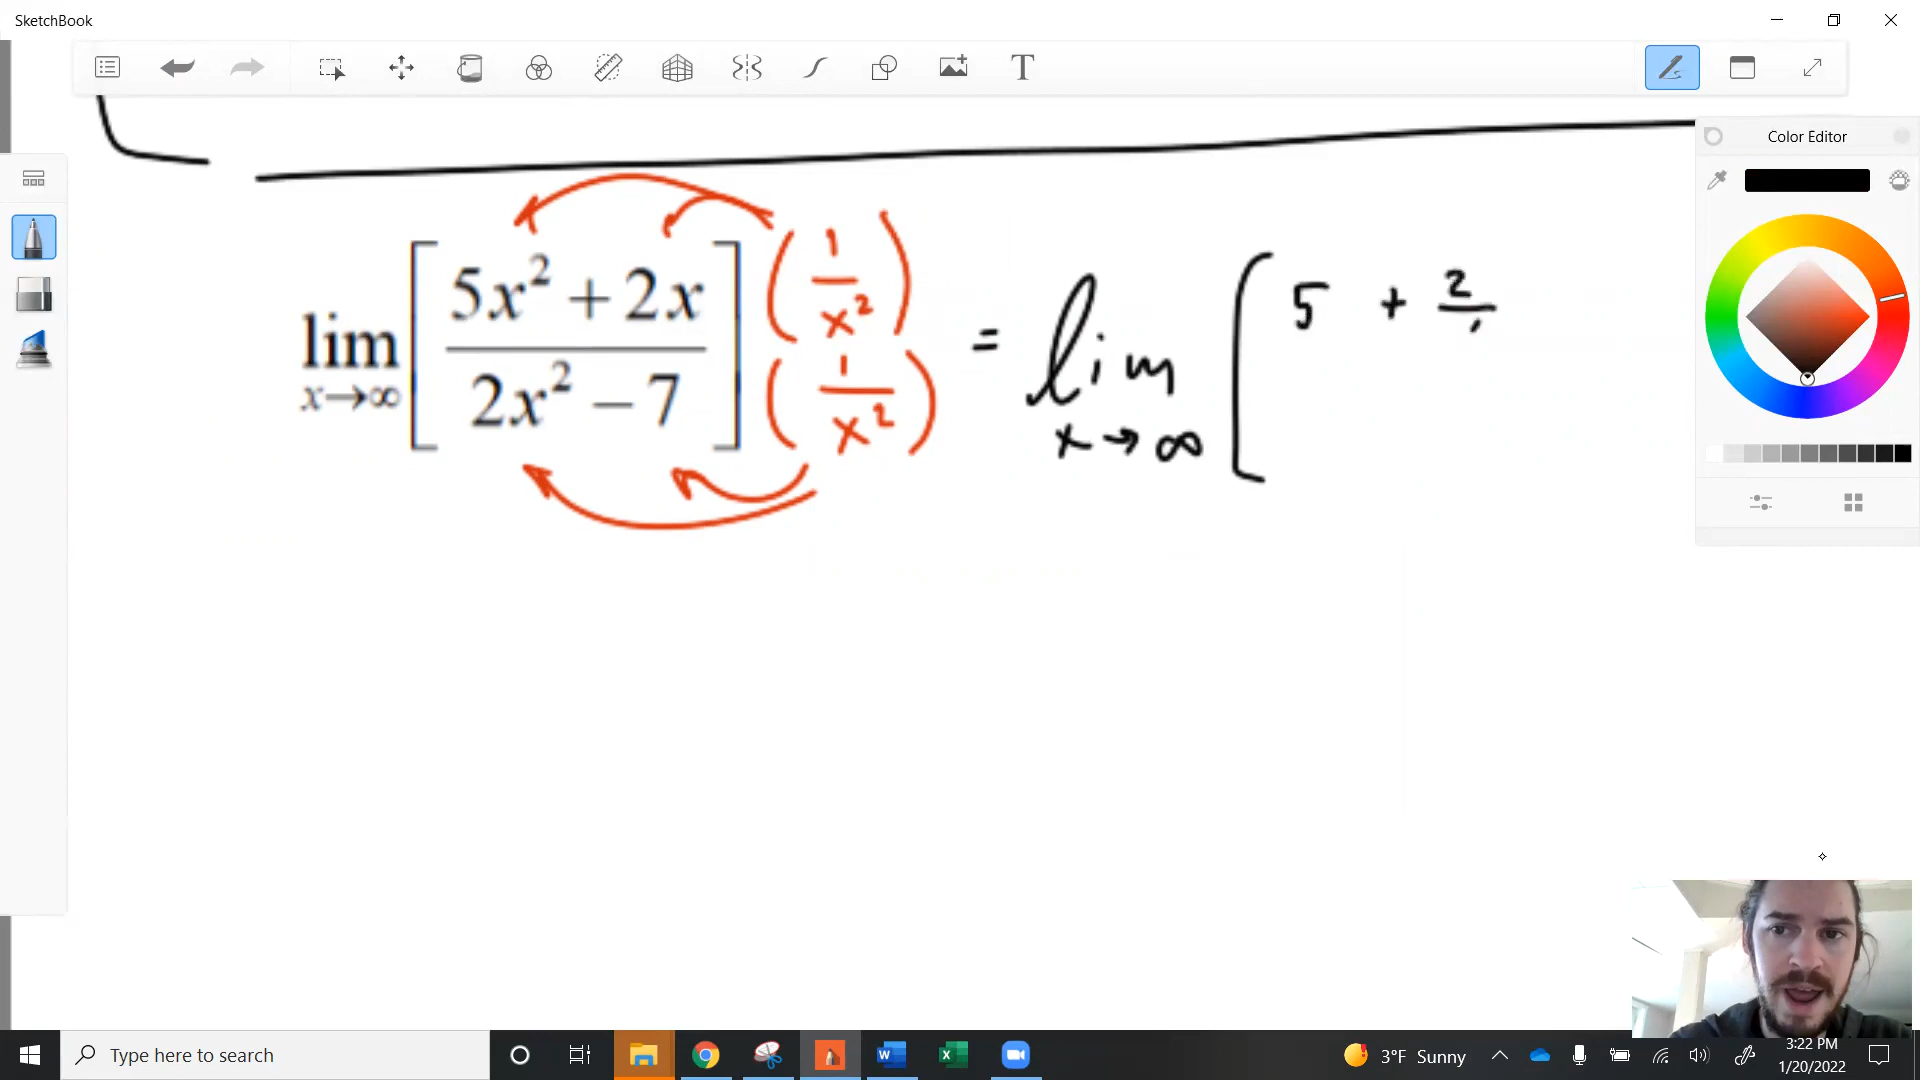 SketchBook
Color Editor
lim x→∞ [ (5x² + 2x) / (2x² − 7) ] (1/x²) / (1/x²) = lim x→∞ [ 5 + 2/
Type here to search
3°F Sunny
3:22 PM
1/20/2022